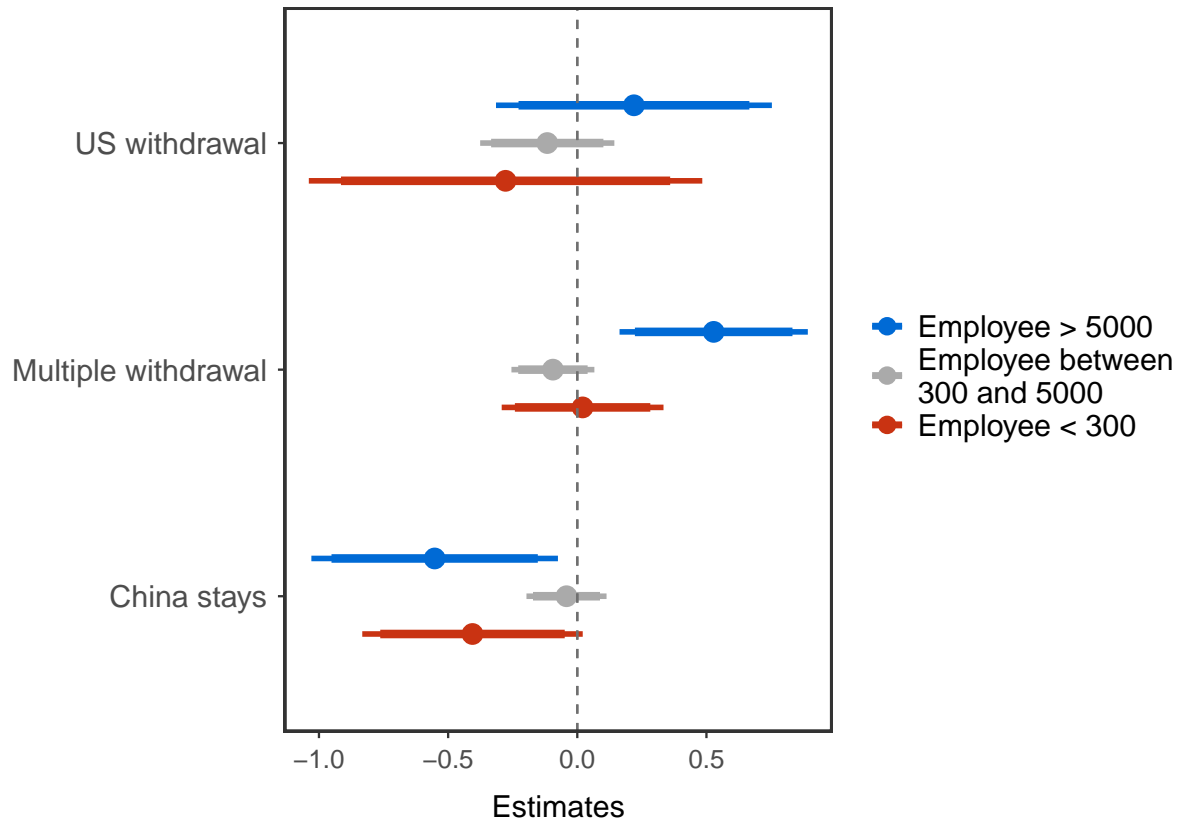 US withdrawal
Multiple withdrawal
China stays
−1.0
−0.5
0.0
0.5
Estimates
Employee > 5000
Employee between
300 and 5000
Employee < 300